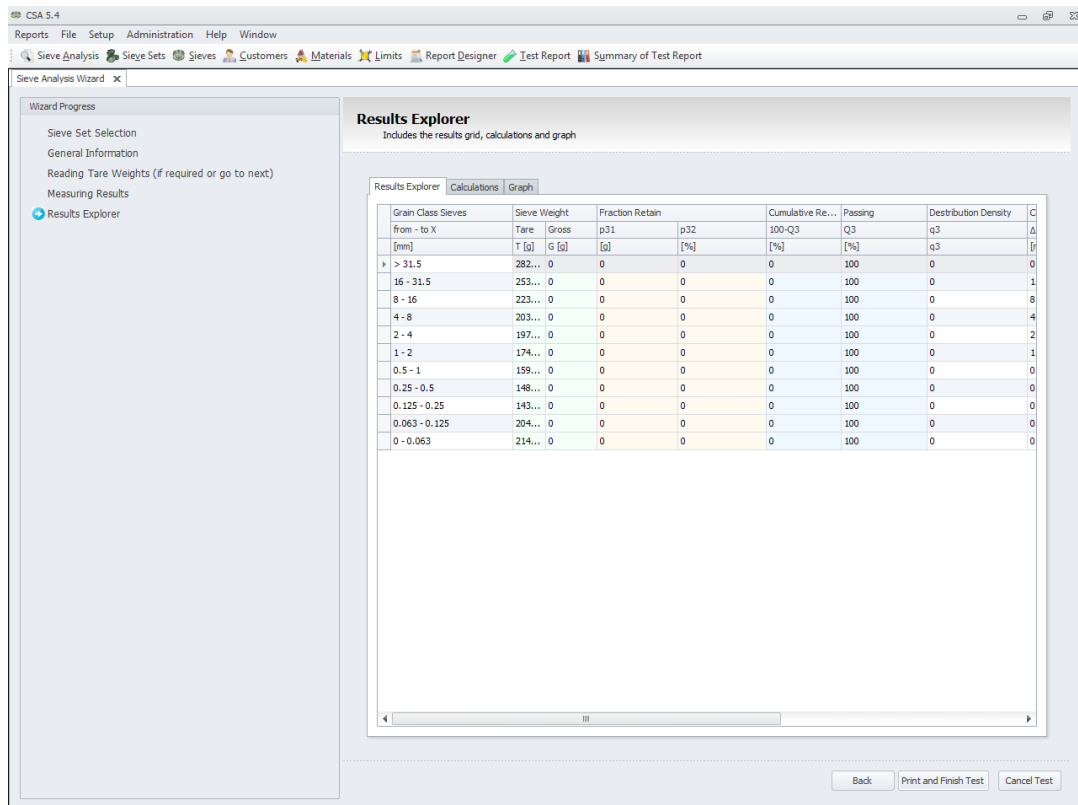 CSA 5.4
Reports File Setup Administration Help Window
Sieve Analysis Sieve Sets Sieves Customers Materials Limits Report Designer Test Report Summary of Test Report
Sieve Analysis Wizard
Wizard Progress
Sieve Set Selection
General Information
Reading Tare Weights (if required or go to next)
Measuring Results
Results Explorer
Results Explorer
Includes the results grid, calculations and graph
Results Explorer Calculations Graph
Grain Class Sieves Sieve Weight Fraction Retain Cumulative Re... Passing Destribution Density C
from - to X Tare Gross p31 p32 100-Q3 Q3 q3 Δ
[mm] T [g] G [g] [g] [%] [%] [%] q3
> 31.5 282... 0 0 0 0 100 0 0
16 - 31.5 253... 0 0 0 0 100 0 1
8 - 16 223... 0 0 0 0 100 0 8
4 - 8 203... 0 0 0 0 100 0 4
2 - 4 197... 0 0 0 0 100 0 2
1 - 2 174... 0 0 0 0 100 0 1
0.5 - 1 159... 0 0 0 0 100 0 0
0.25 - 0.5 148... 0 0 0 0 100 0 0
0.125 - 0.25 143... 0 0 0 0 100 0 0
0.063 - 0.125 204... 0 0 0 0 100 0 0
0 - 0.063 214... 0 0 0 0 100 0 0
Back Print and Finish Test Cancel Test